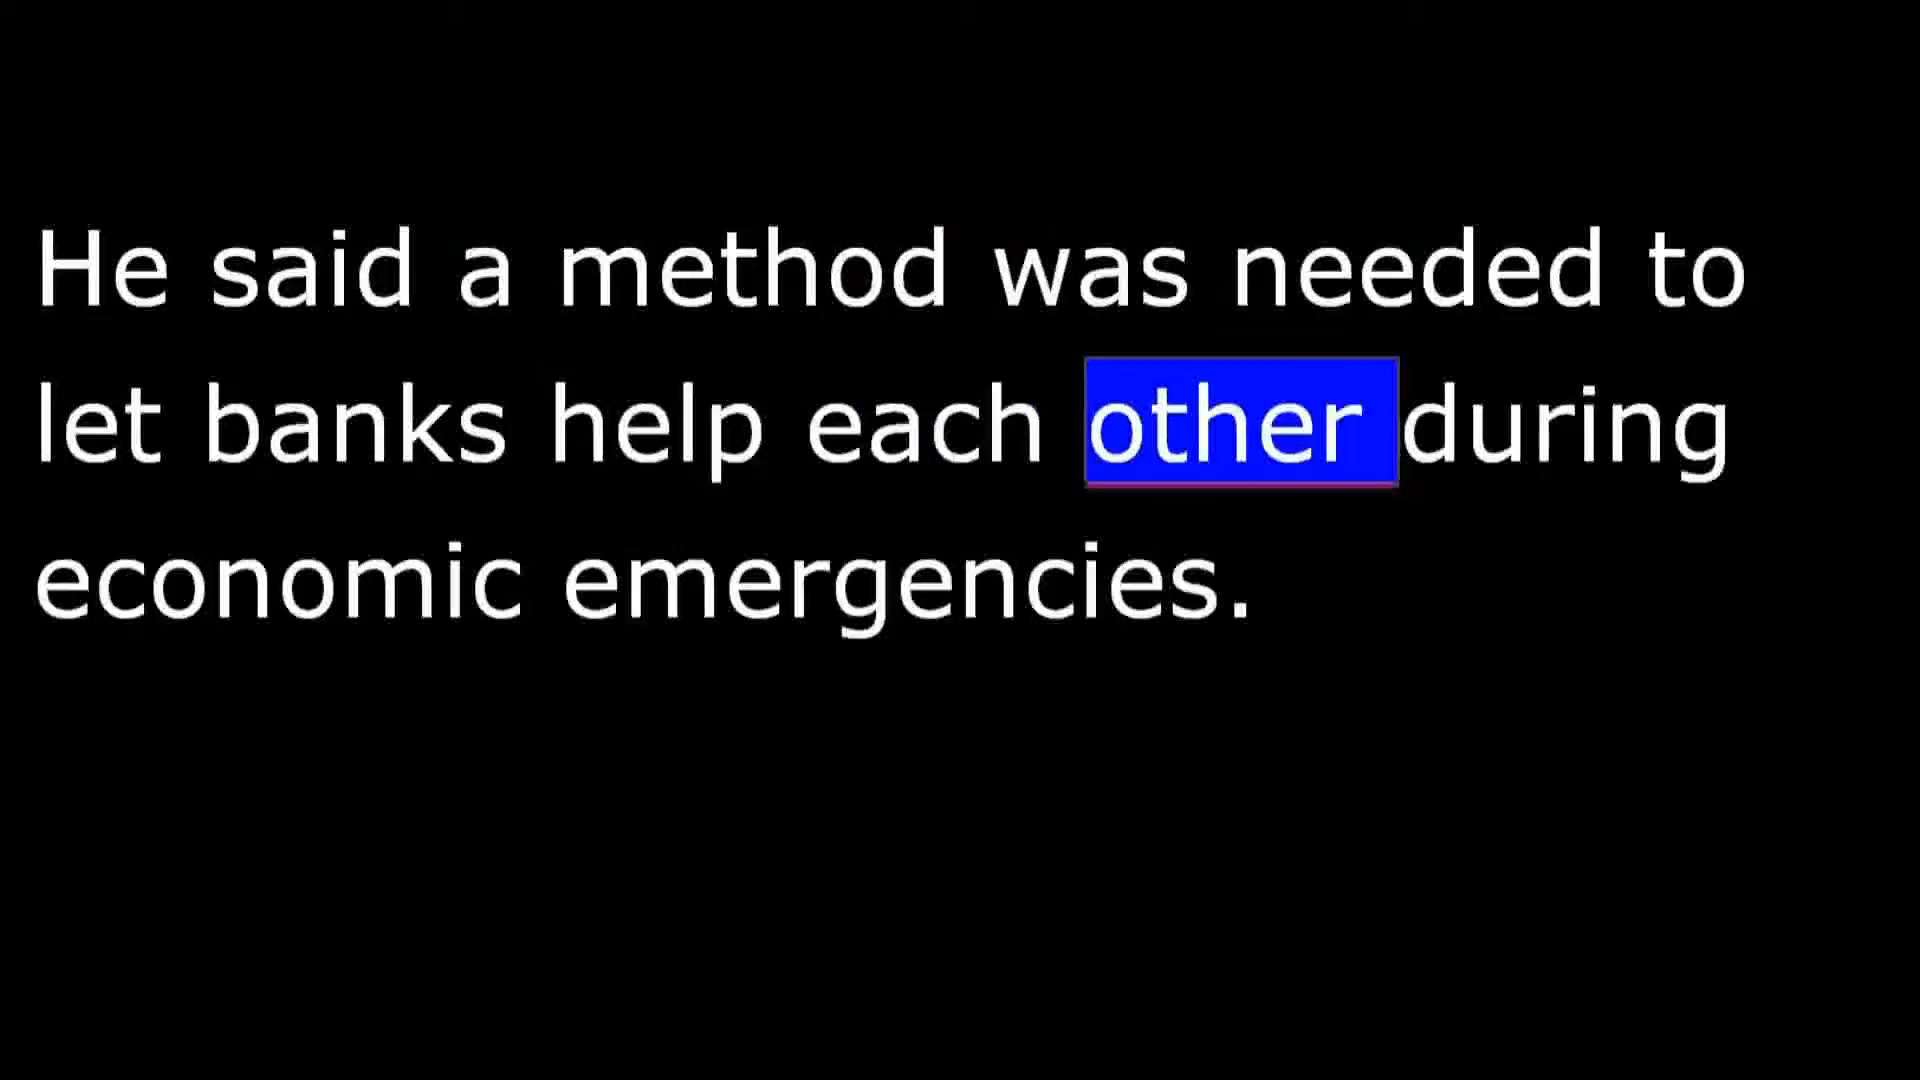 He said a method was needed to
let banks help each other during
economic emergencies.